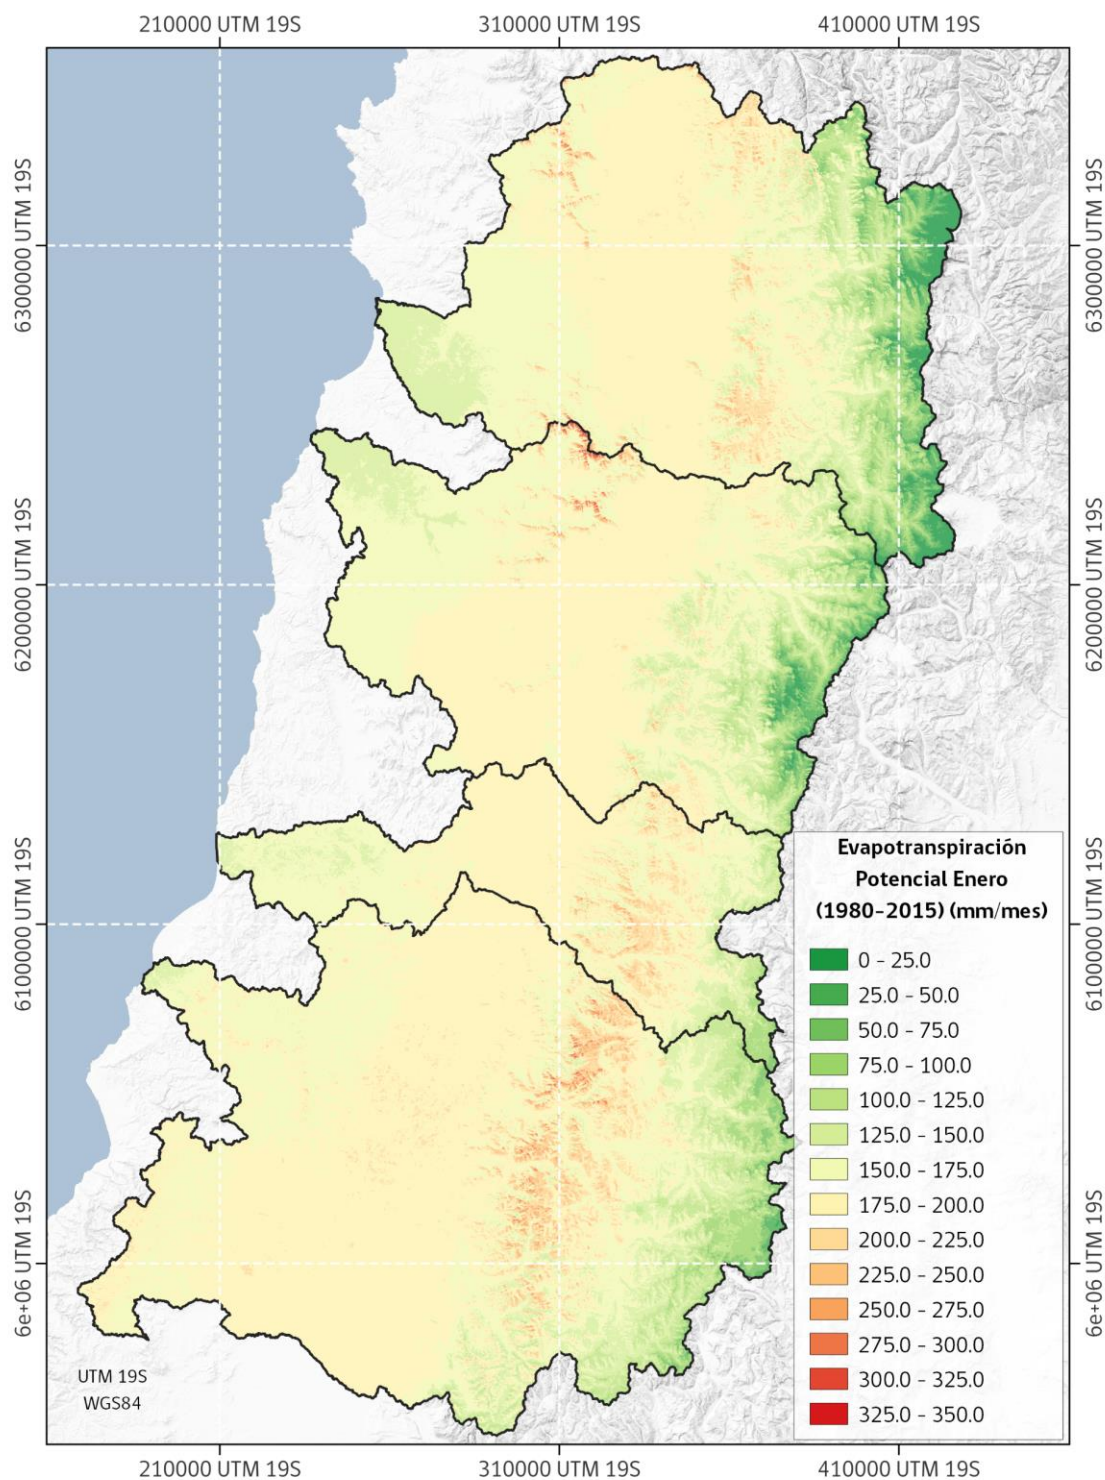 210000 UTM 19S
310000 UTM 19S
410000 UTM 19S
6300000 UTM 19S
6300000 UTM 19S
6200000 UTM 19S
6200000 UTM 19S
6100000 UTM 19S
6100000 UTM 19S
6e+06 UTM 19S
6e+06 UTM 19S
Evapotranspiración
Potencial Enero
(1980-2015) (mm/mes)
0 - 25.0
25.0 - 50.0
50.0 - 75.0
75.0 - 100.0
100.0 - 125.0
125.0 - 150.0
150.0 - 175.0
175.0 - 200.0
200.0 - 225.0
225.0 - 250.0
250.0 - 275.0
275.0 - 300.0
300.0 - 325.0
325.0 - 350.0
UTM 19S
WGS84
210000 UTM 19S
310000 UTM 19S
410000 UTM 19S